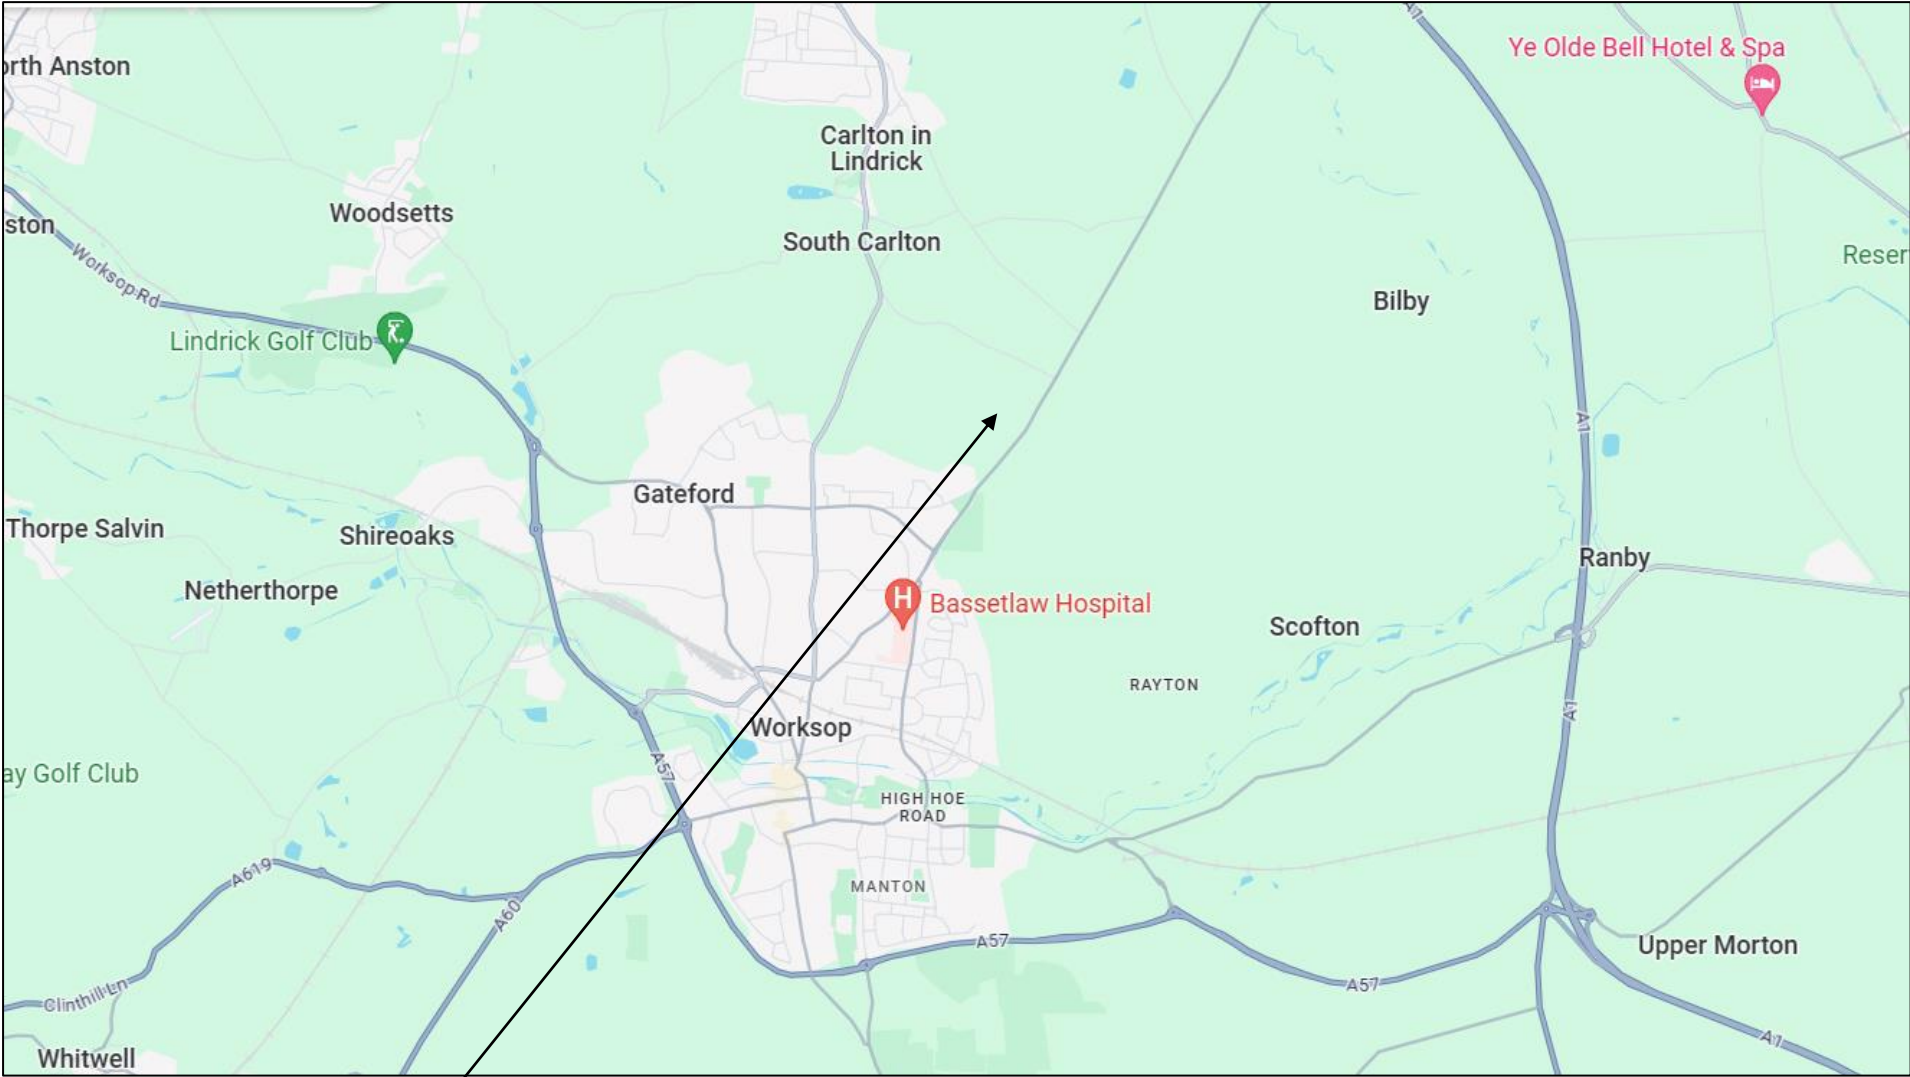 A1
Ye Olde Bell Hotel & Spa
orth Anston
Carlton in
Lindrick
Woodsetts
ston
South Carlton
Worksop Rd
Reser
Bilby
Lindrick Golf Club
A1
Gateford
Thorpe Salvin
Shireoaks
Ranby
Netherthorpe
H
Bassetlaw Hospital
Scofton
RAYTON
A1
Worksop
A57
ay Golf Club
HIGH HOE
ROAD
A619
MANTON
A60
A57
Upper Morton
A57
Clinthill Ln
A1
Whitwell